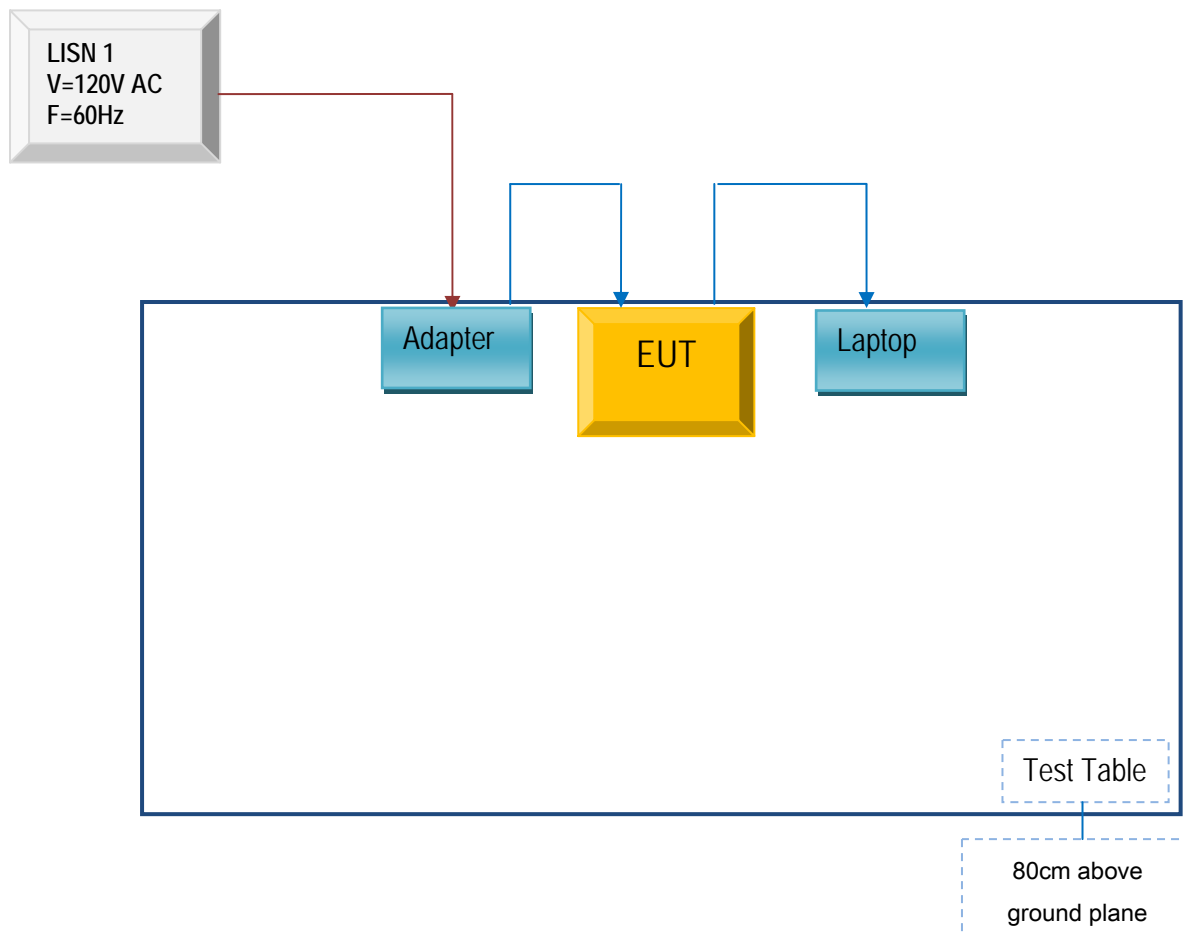 LISN 1
V=120V AC
F=60Hz
Adapter
EUT
Laptop
Test Table
80cm above
ground plane